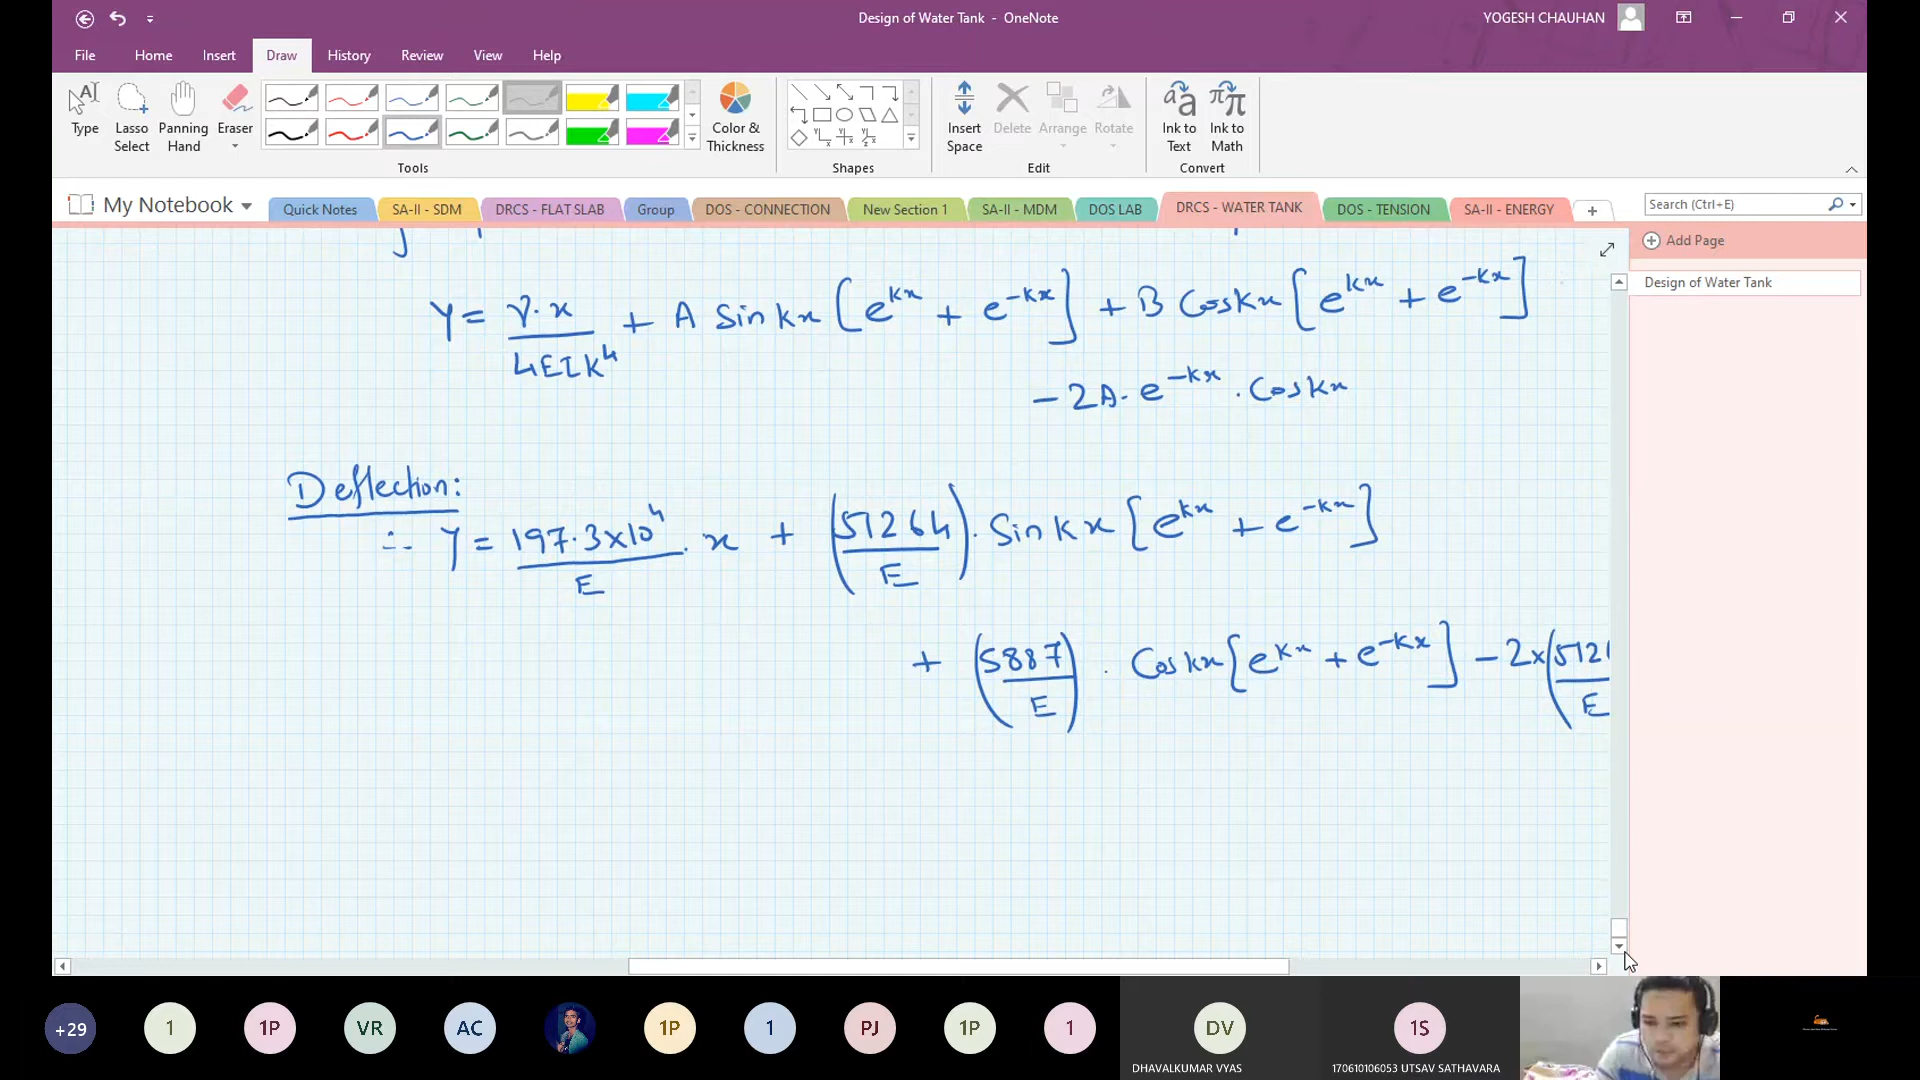 Design of Water Tank - OneNote
YOGESH CHAUHAN
File Home Insert Draw History Review View Help
Type
Lasso Select
Panning Hand
Eraser
Color & Thickness
Insert Space
Delete
Arrange
Rotate
Ink to Text
Ink to Math
Tools
Shapes
Edit
Convert
My Notebook
Quick Notes
SA-II - SDM
DRCS - FLAT SLAB
Group
DOS - CONNECTION
New Section 1
SA-II - MDM
DOS LAB
DRCS - WATER TANK
DOS - TENSION
SA-II - ENERGY
Search (Ctrl+E)
Add Page
Design of Water Tank
Y = γ·x / 4EIK⁴ + A Sin kx [e^kx + e^-kx] + B Cos kx [e^kx + e^-kx]
- 2A· e^-kx · Cos kx
Deflection:
∴ Y = 197.3×10⁴ / E · x + (51264 / E) · Sin kx [e^kx + e^-kx]
+ (5887 / E) · Cos kx [e^kx + e^-kx] - 2×(512 / E
+29 1 1P VR AC 1P 1 PJ 1P 1 DV 1S
DHAVALKUMAR VYAS
170610106053 UTSAV SATHAVARA